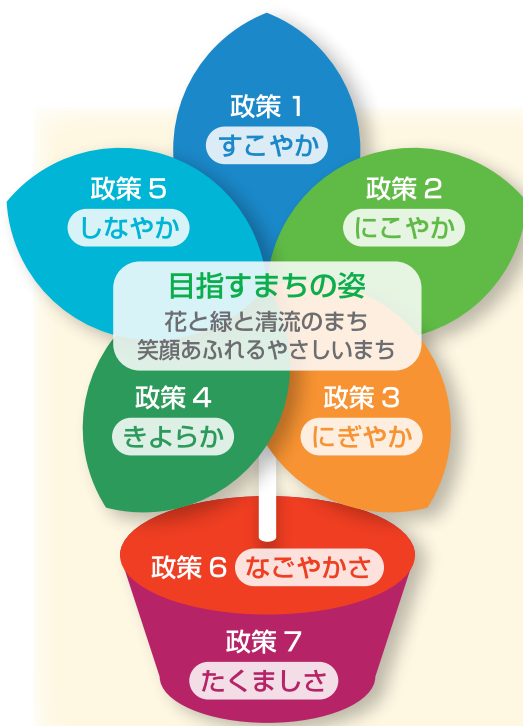 政策 1
すこやか
政策 5
しなやか
政策 2
にこやか
目指すまちの姿
花と緑と清流のまち
笑顔あふれるやさしいまち
政策 4
きよらか
政策 3
にぎやか
政策 6 なごやかさ
政策 7
たくましさ